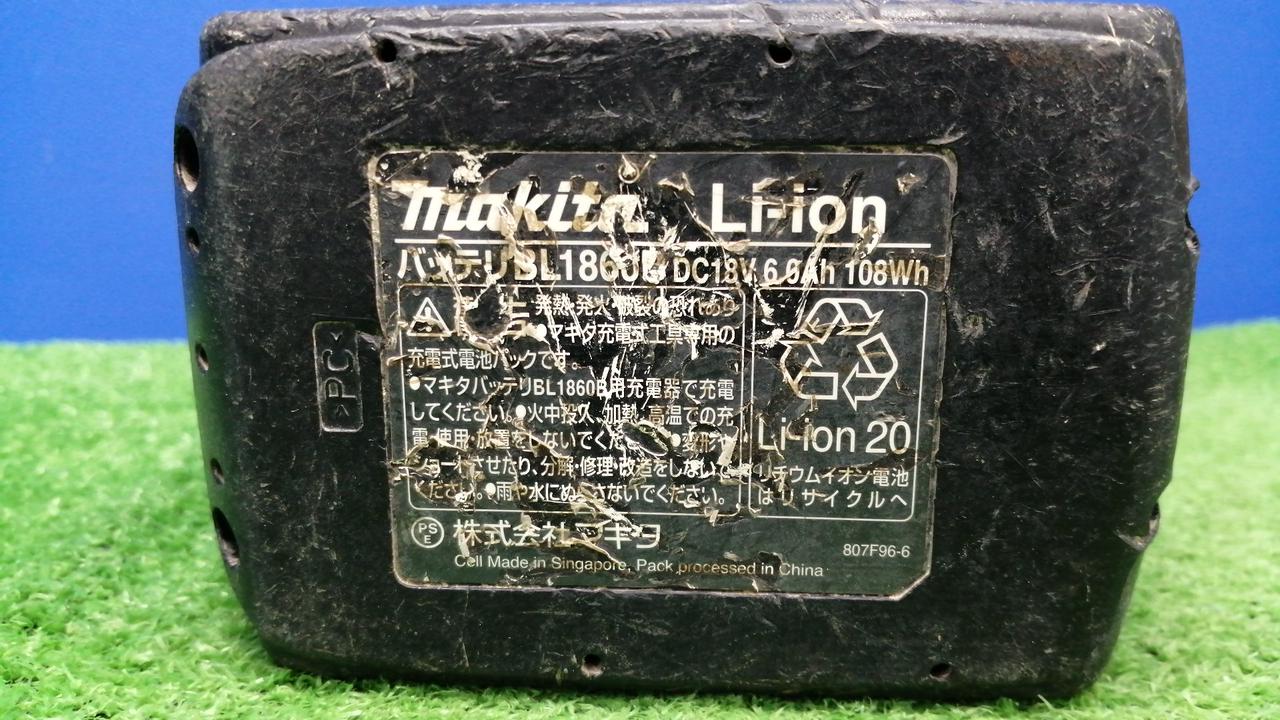 makita Li-ion
バッテリBL1860B DC18V 6.0Ah 108Wh
発熱・発火・破裂の恐れあり
●マキタ充電式工具専用の
充電式電池パックです。
●マキタバッテリBL1860B用充電器で充電
してください。●火中投入、加熱、高温での充
電・使用・放置をしないでくだ
させたり、分解・修理・改造をしないで
ください。●雨や水にぬらさないでください。
Li-ion 20
リチウムイオン電池
はリサイクルへ
PS
E
株式会社マキタ
807F96-6
Cell Made in Singapore, Pack processed in China
>PC<